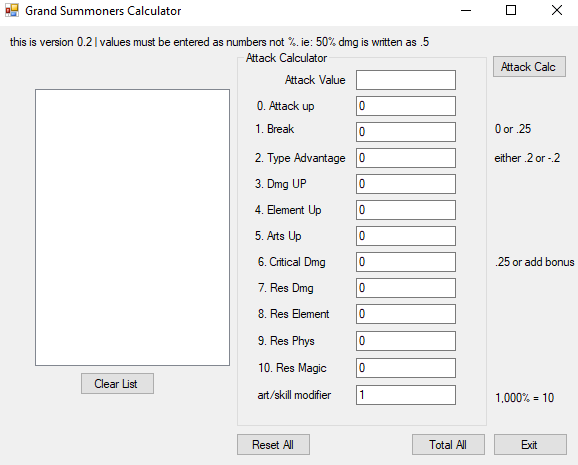 Grand Summoners Calculator
this is version 0.2 | values must be entered as numbers not %. ie: 50% dmg is written as .5
Attack Calculator
Attack Value
Attack Calc
0. Attack up 0
1. Break 0 0 or .25
2. Type Advantage 0 either .2 or -.2
3. Dmg UP 0
4. Element Up 0
5. Arts Up 0
6. Critical Dmg 0 .25 or add bonus
7. Res Dmg 0
8. Res Element 0
9. Res Phys 0
10. Res Magic 0
art/skill modifier 1 1,000% = 10
Clear List
Reset All
Total All
Exit